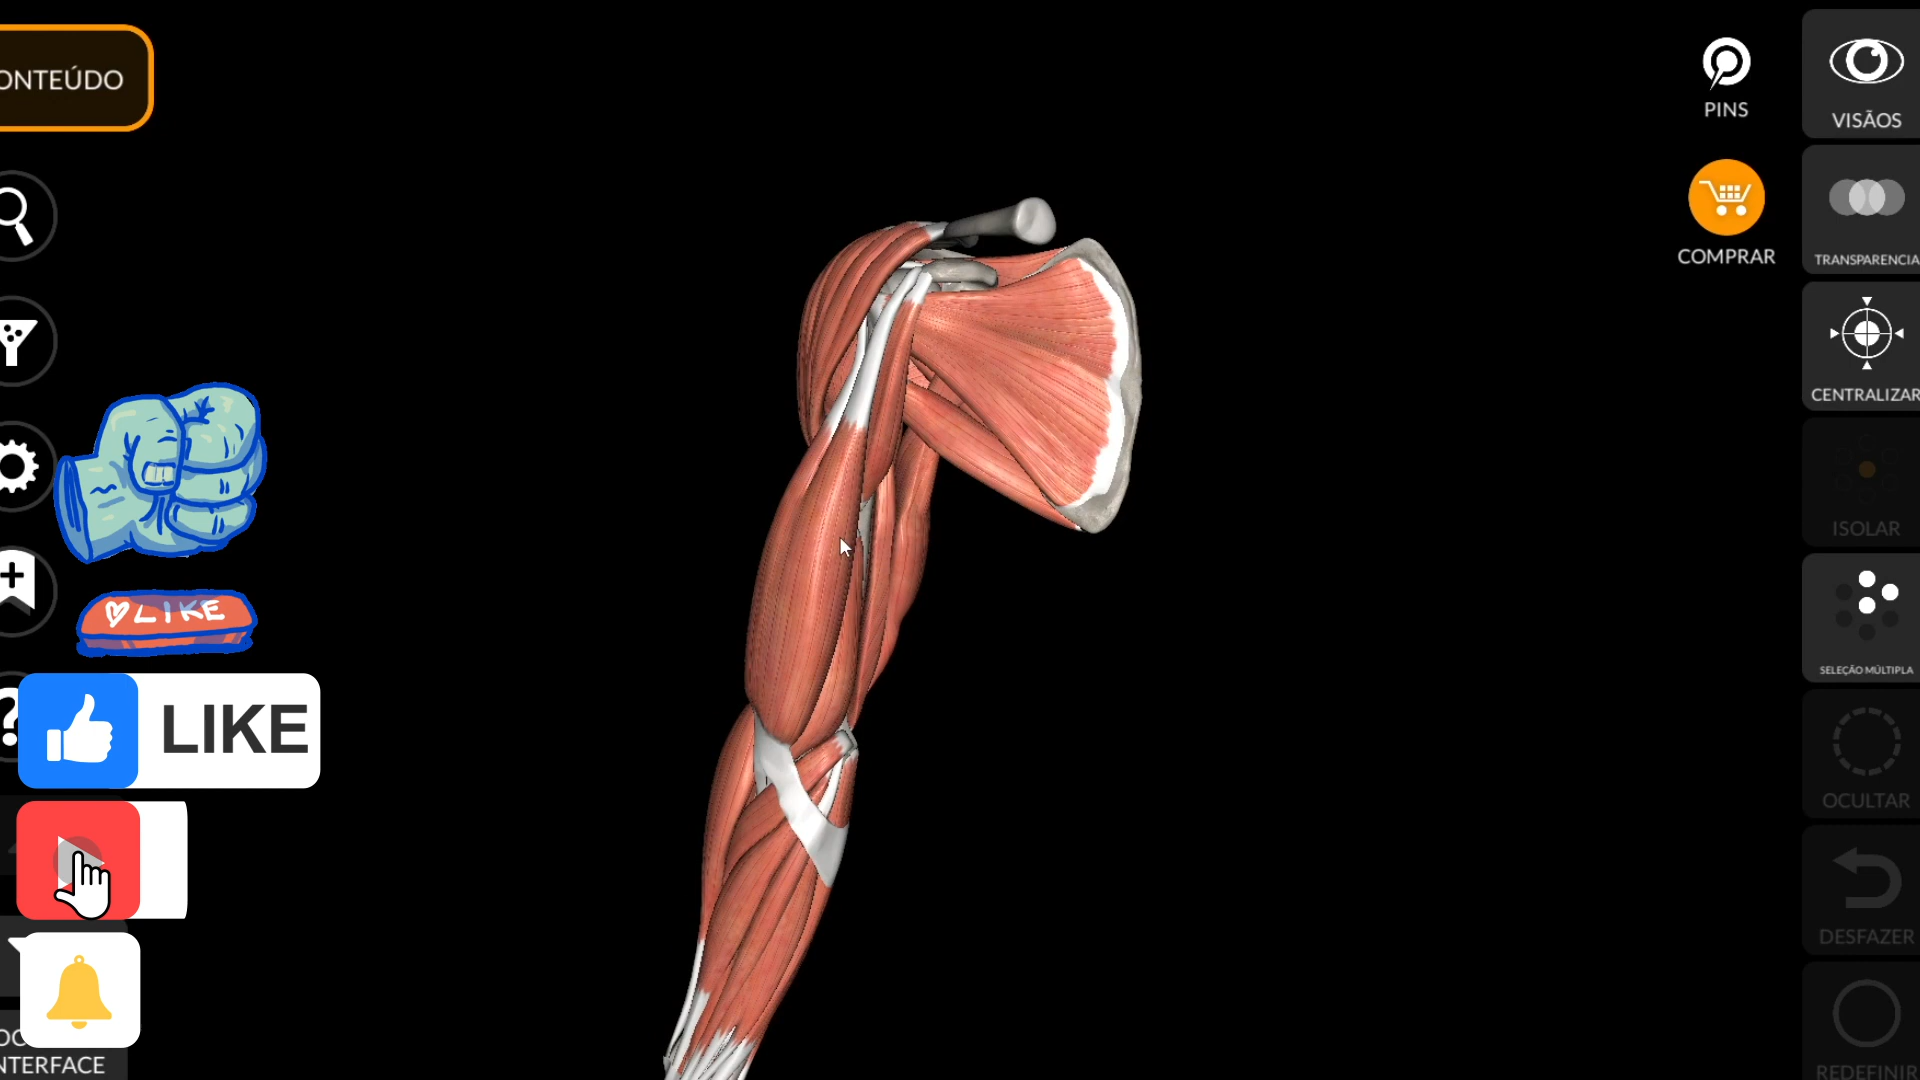 ONTEÚDO
PINS
VISÃOS
COMPRAR
TRANSPARENCIA
CENTRALIZAR
ISOLAR
LIKE
SELEÇÃO MÚLTIPLA
LIKE
OCULTAR
DESFAZER
NTERFACE
REDEFINIR